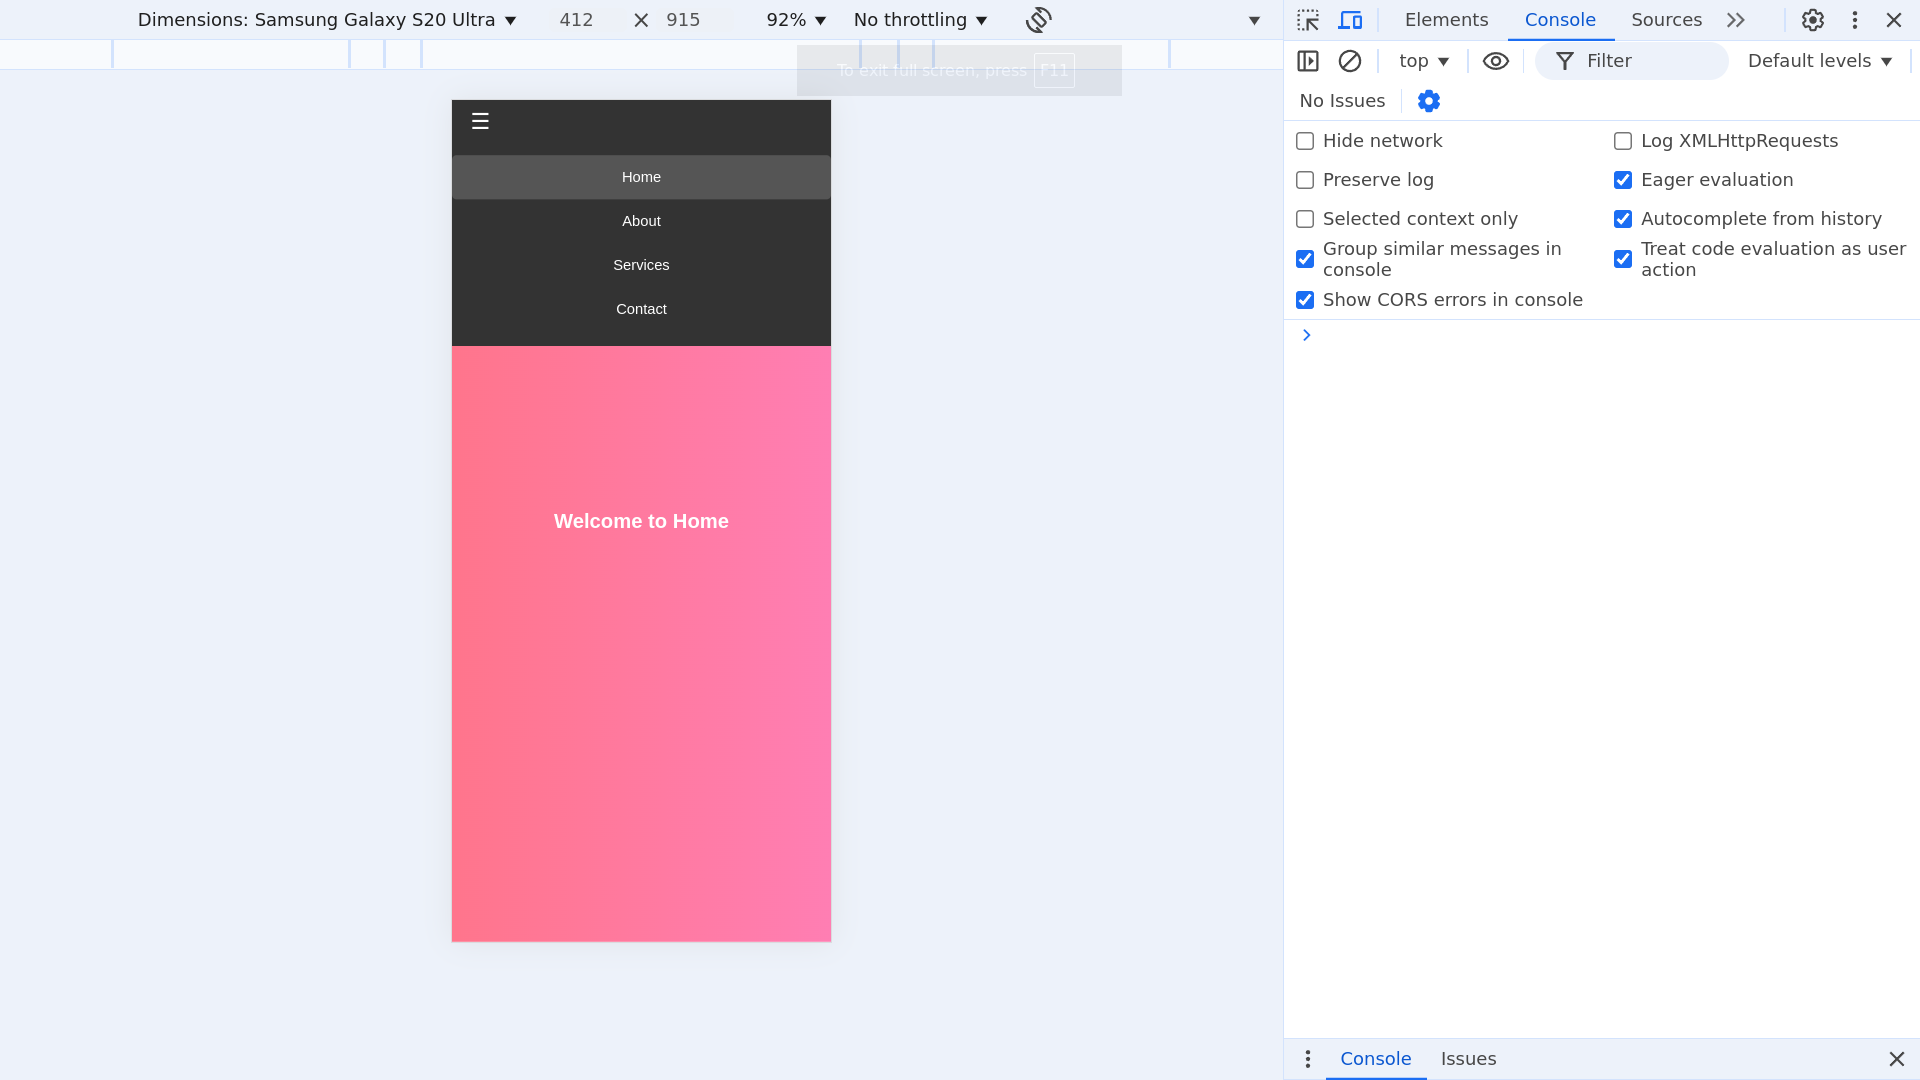 Dimensions: Samsung Galaxy S20 Ultra ▼ 412 × 915 92% ▼ No throttling ▼
To exit full screen, press F11
☰
Home
About
Services
Contact
Welcome to Home
Elements Console Sources
top ▼ Filter Default levels ▼
No Issues
Hide network Log XMLHttpRequests
Preserve log Eager evaluation
Selected context only Autocomplete from history
Group similar messages in console Treat code evaluation as user action
Show CORS errors in console
Console Issues